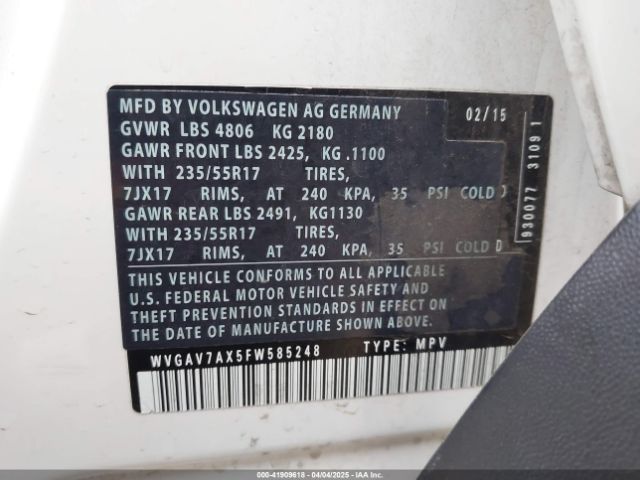 MFD BY VOLKSWAGEN AG GERMANY 02/15
GVWR LBS 4806 KG 2180
GAWR FRONT LBS 2425, KG .1100
WITH 235/55R17 TIRES,
7JX17 RIMS, AT 240 KPA, 35 PSI COLD
GAWR REAR LBS 2491, KG1130
WITH 235/55R17 TIRES,
7JX17 RIMS, AT 240 KPA, 35 PSI COLD
THIS VEHICLE CONFORMS TO ALL APPLICABLE
U.S. FEDERAL MOTOR VEHICLE SAFETY AND
THEFT PREVENTION STANDARDS IN EFFECT ON
THE DATE OF MANUFACTURE SHOWN ABOVE.
WVGAV7AX5FW585248 TYPE: MPV
930077 3109 1
000-41909618 - 04/04/2025 - IAA Inc.